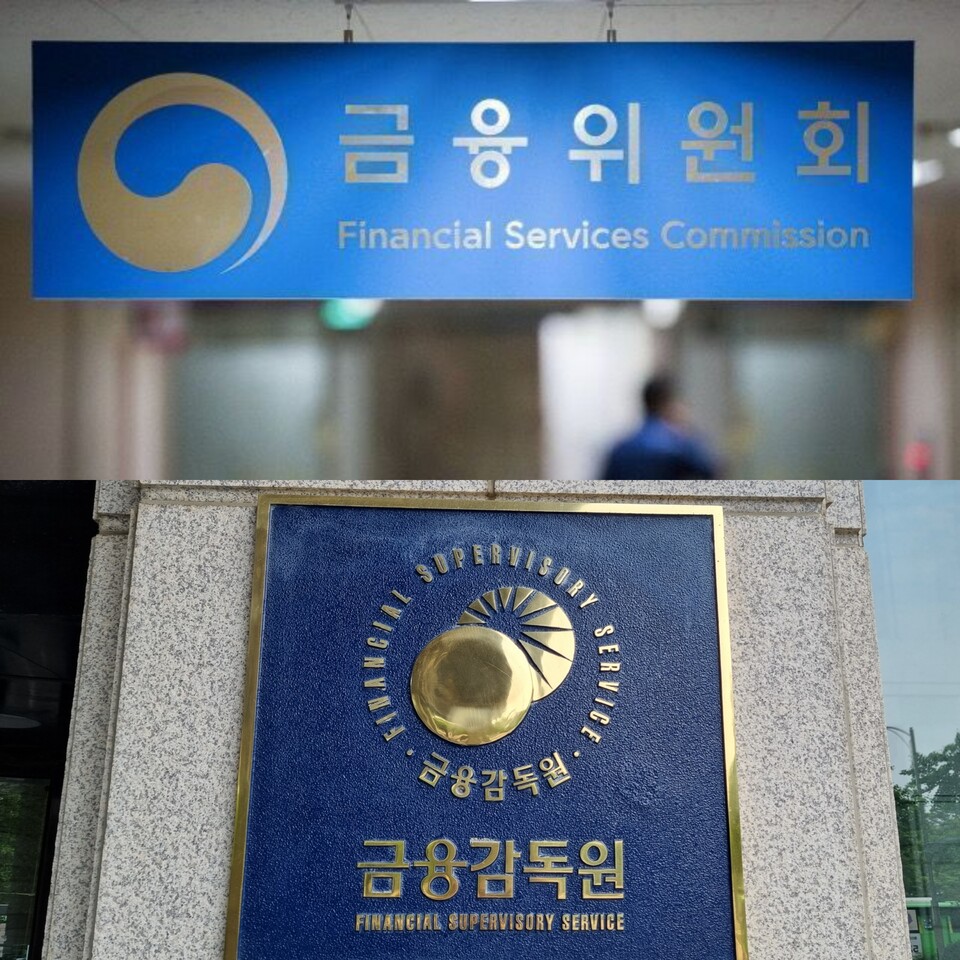 금융위원회
Financial Services Commission
· FINANCIAL SUPERVISORY SERVICE ·
금융감독원
금융감독원
FINANCIAL SUPERVISORY SERVICE